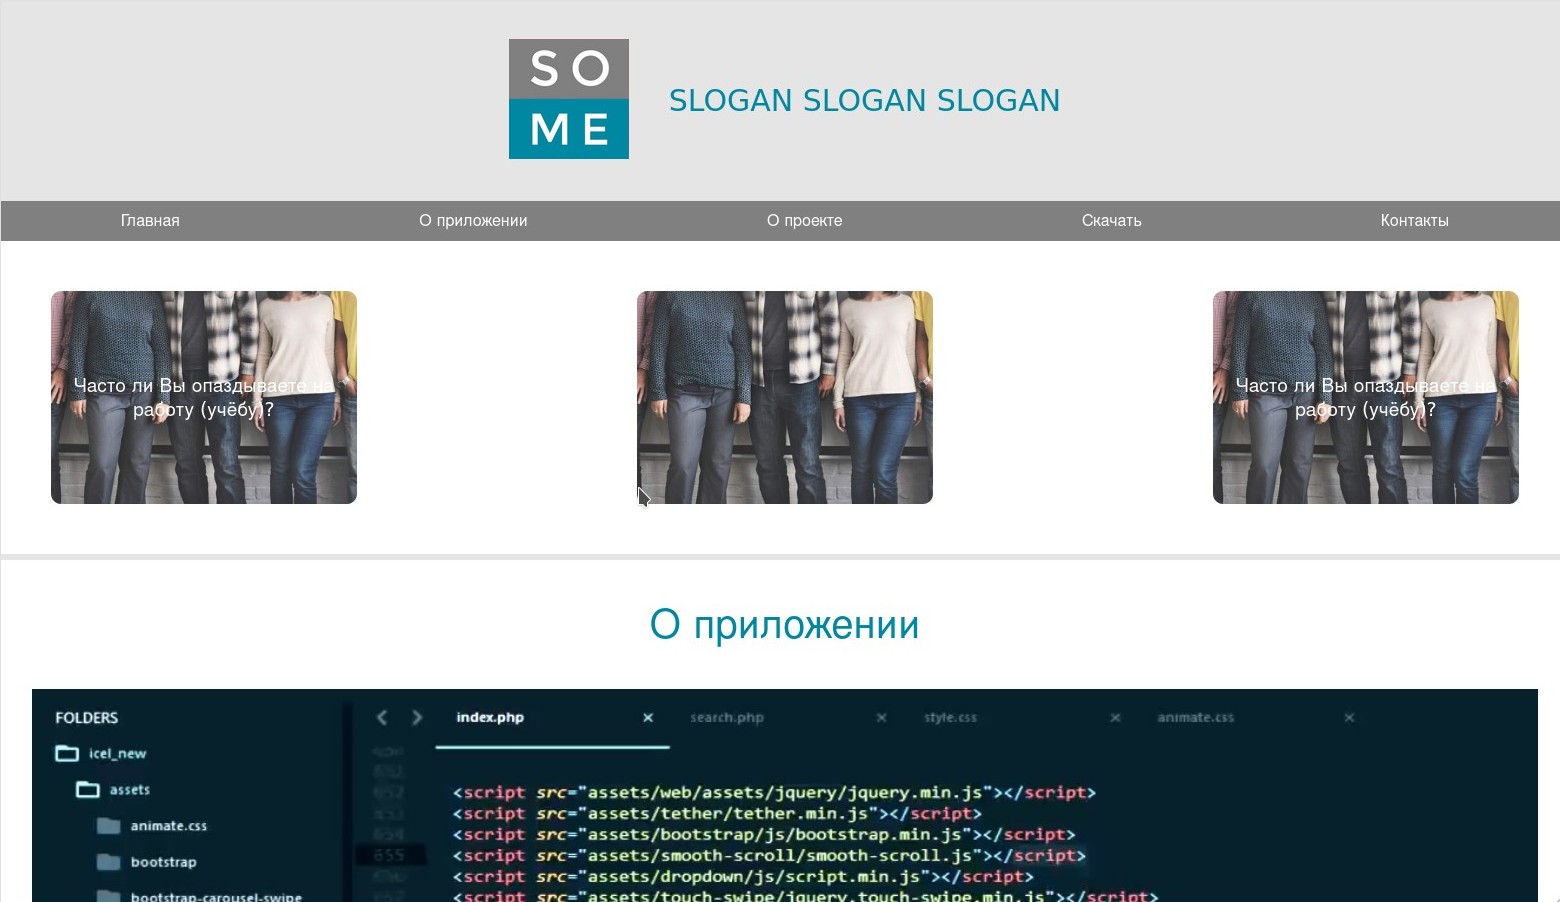 SO
ME
SLOGAN SLOGAN SLOGAN
Главная О приложении О проекте Скачать Контакты
Часто ли Вы опаздываете на
работу (учёбу)?
Часто ли Вы опаздываете на
работу (учёбу)?
О приложении
FOLDERS
icel_new
assets
animate.css
bootstrap
bootstrap-carousel-swipe
index.php × search.php × style.css × animate.css ×
<script src="assets/web/assets/jquery/jquery.min.js"></script>
<script src="assets/tether/tether.min.js"></script>
<script src="assets/bootstrap/js/bootstrap.min.js"></script>
655 <script src="assets/smooth-scroll/smooth-scroll.js"></script>
<script src="assets/dropdown/js/script.min.js"></script>
<script src="assets/touch-swipe/jquery.touch-swipe.min.js"></script>